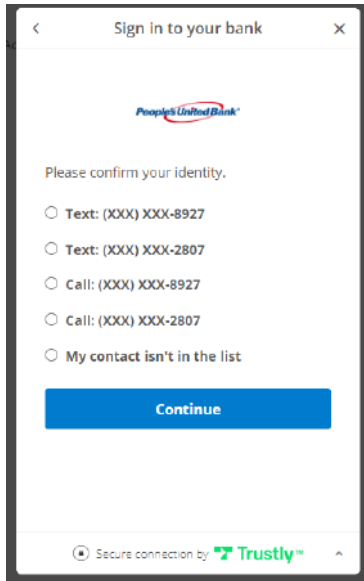 Sign in to your bank
People's United Bank
Please confirm your identity.
Text: (XXX) XXX-8927
Text: (XXX) XXX-2807
Call: (XXX) XXX-8927
Call: (XXX) XXX-2807
My contact isn't in the list
Continue
Secure connection by Trustly™